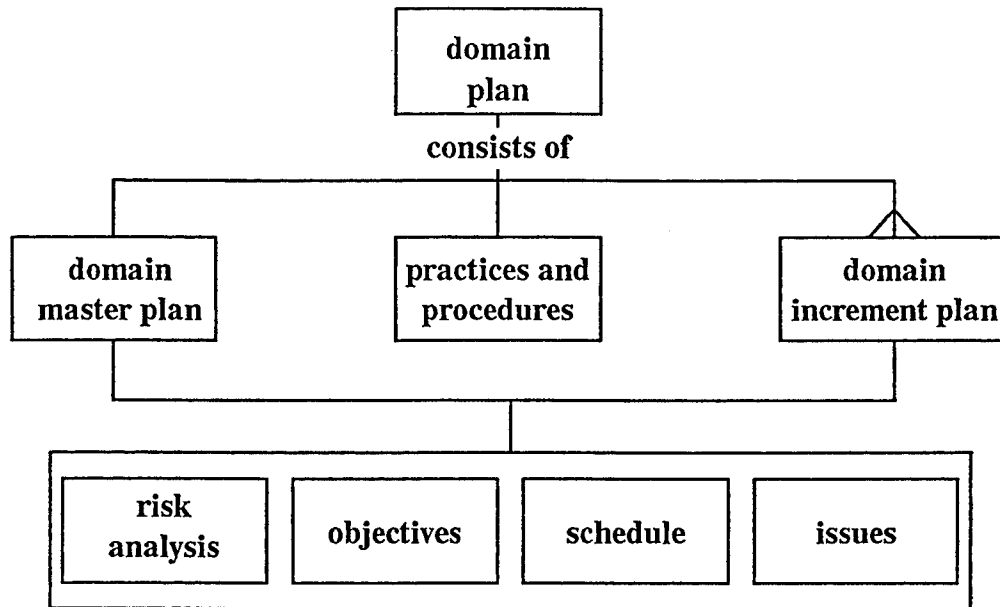 domain
plan
consists of
domain
master plan
practices and
procedures
domain
increment plan
risk
analysis
objectives
schedule
issues